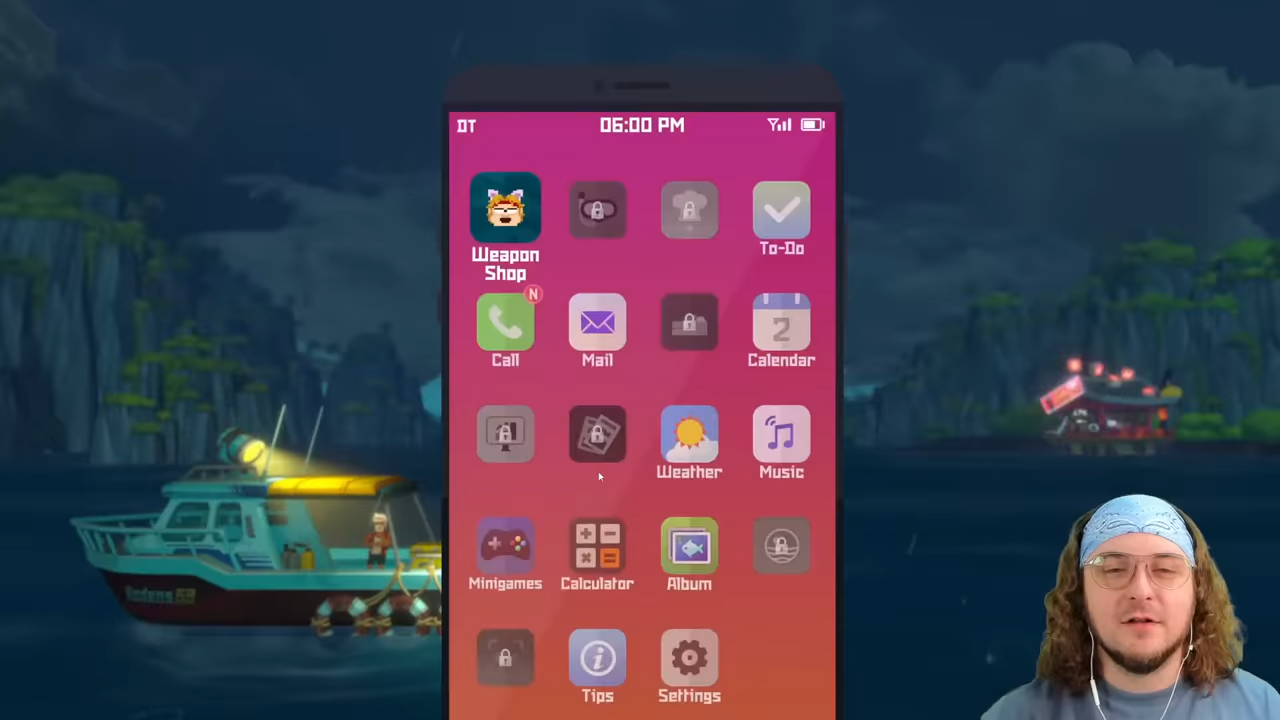 DT
06:00 PM
Weapon
Shop
To-Do
N
Call
Mail
2
Calendar
Weather
Music
Minigames
Calculator
Album
Tips
Settings